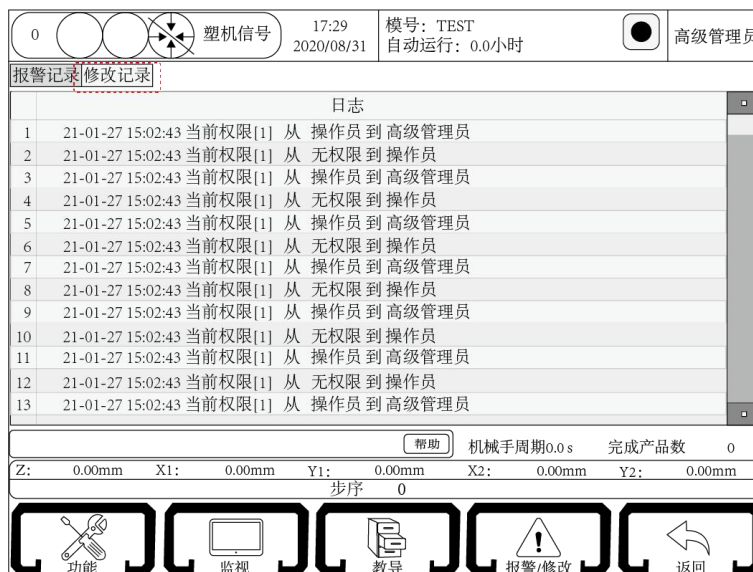 0 塑机信号 17:29 2020/08/31 模号：TEST 自动运行：0.0小时 高级管理员
报警记录 修改记录
日志
1 21-01-27 15:02:43 当前权限[1] 从 操作员 到 高级管理员
2 21-01-27 15:02:43 当前权限[1] 从 无权限 到 操作员
3 21-01-27 15:02:43 当前权限[1] 从 操作员 到 高级管理员
4 21-01-27 15:02:43 当前权限[1] 从 无权限 到 操作员
5 21-01-27 15:02:43 当前权限[1] 从 操作员 到 高级管理员
6 21-01-27 15:02:43 当前权限[1] 从 无权限 到 操作员
7 21-01-27 15:02:43 当前权限[1] 从 操作员 到 高级管理员
8 21-01-27 15:02:43 当前权限[1] 从 无权限 到 操作员
9 21-01-27 15:02:43 当前权限[1] 从 操作员 到 高级管理员
10 21-01-27 15:02:43 当前权限[1] 从 无权限 到 操作员
11 21-01-27 15:02:43 当前权限[1] 从 操作员 到 高级管理员
12 21-01-27 15:02:43 当前权限[1] 从 无权限 到 操作员
13 21-01-27 15:02:43 当前权限[1] 从 操作员 到 高级管理员
帮助 机械手周期0.0 s 完成产品数 0
Z: 0.00mm X1: 0.00mm Y1: 0.00mm X2: 0.00mm Y2: 0.00mm
步序 0
功能 监视 教导 报警/修改 返回